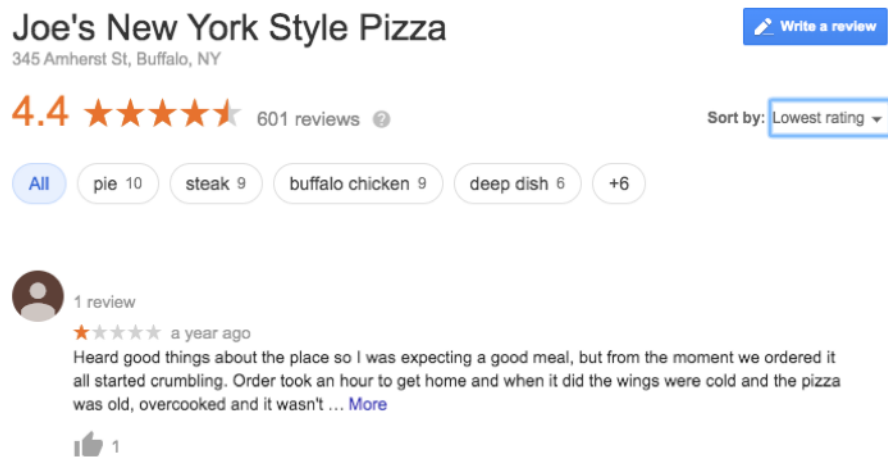 Joe's New York Style Pizza
Write a review
345 Amherst St, Buffalo, NY
4.4 601 reviews ?
Sort by: Lowest rating
All pie 10 steak 9 buffalo chicken 9 deep dish 6 +6
1 review
a year ago
Heard good things about the place so I was expecting a good meal, but from the moment we ordered it
all started crumbling. Order took an hour to get home and when it did the wings were cold and the pizza
was old, overcooked and it wasn't ... More
1